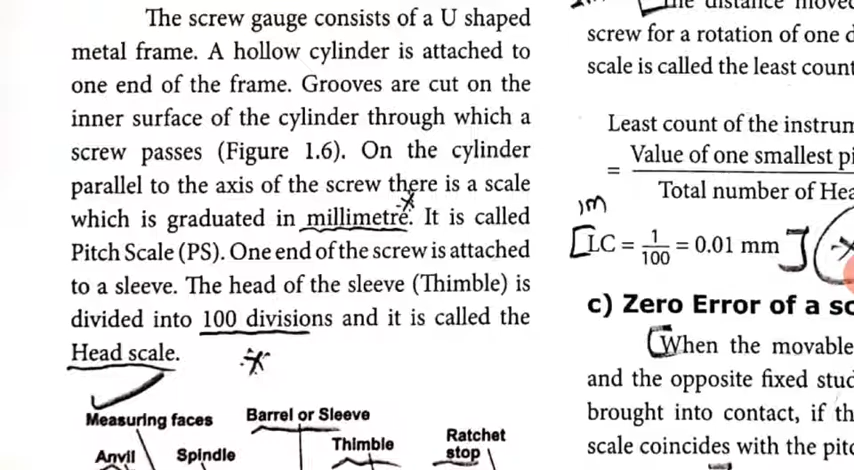 The screw gauge consists of a U shaped
metal frame. A hollow cylinder is attached to
one end of the frame. Grooves are cut on the
inner surface of the cylinder through which a
screw passes (Figure 1.6). On the cylinder
parallel to the axis of the screw there is a scale
which is graduated in millimetre. It is called
Pitch Scale (PS). One end of the screw is attached
to a sleeve. The head of the sleeve (Thimble) is
divided into 100 divisions and it is called the
Head scale.
Measuring faces
Barrel or Sleeve
Anvil
Spindle
Thimble
Ratchet
stop
distance
screw for a rotation of one
scale is called the least count
Least count of the
= Value of one smallest
Total number of
1m
LC = 1/100 = 0.01 mm
c) Zero Error of a
When the movable
and the opposite fixed stud
brought into contact, if
scale coincides with the